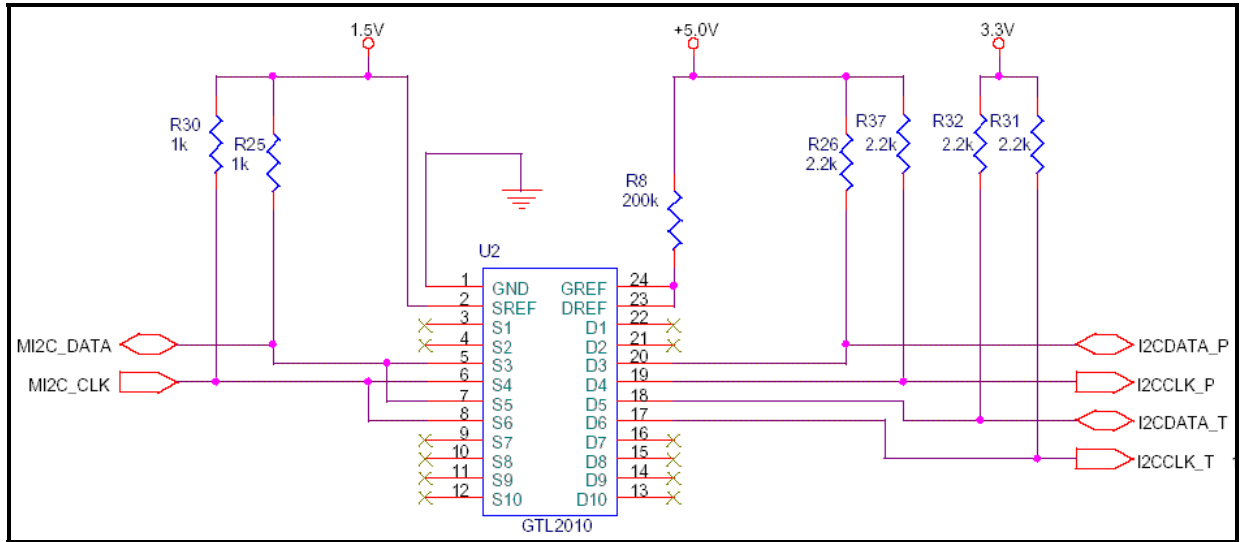 1.5V
+5.0V
3.3V
R30
1k
R25
1k
R26
2.2k
R37
2.2k
R32
2.2k
R31
2.2k
R8
200k
U2
1 GND GREF 24
2 SREF DREF 23
3 S1 D1 22
4 S2 D2 21
5 S3 D3 20
6 S4 D4 19
7 S5 D5 18
8 S6 D6 17
9 S7 D7 16
10 S8 D8 15
11 S9 D9 14
12 S10 D10 13
GTL2010
MI2C_DATA
MI2C_CLK
I2CDATA_P
I2CCLK_P
I2CDATA_T
I2CCLK_T